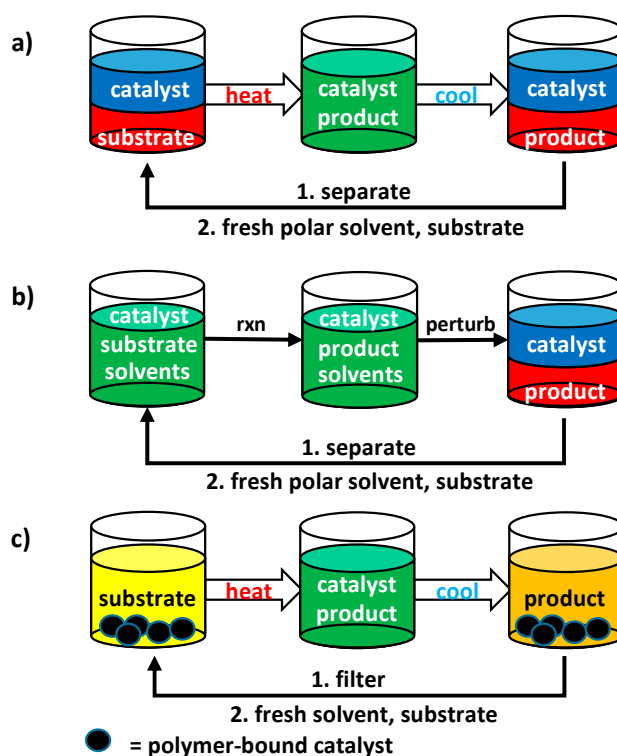 a)
catalyst
substrate
heat
catalyst
product
cool
catalyst
product
1. separate
2. fresh polar solvent, substrate
b)
catalyst
substrate
solvents
rxn
catalyst
product
solvents
perturb
catalyst
product
1. separate
2. fresh polar solvent, substrate
c)
substrate
heat
catalyst
product
cool
product
1. filter
2. fresh solvent, substrate
= polymer-bound catalyst